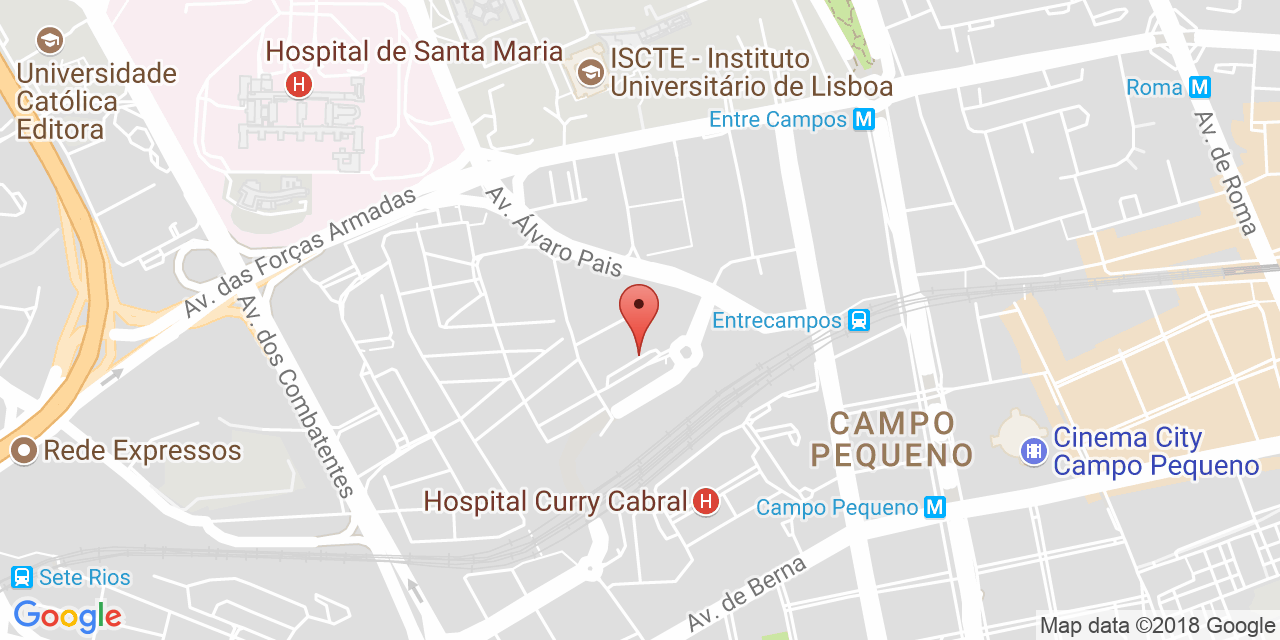 Hospital de Santa Maria
H
Universidade
Católica
Editora
ISCTE - Instituto
Universitário de Lisboa
Roma M
Entre Campos M
Av. de Roma
Av. das Forças Armadas
Av. Álvaro Pais
Entrecampos
Av. dos Combatentes
CAMPO
PEQUENO
Cinema City
Campo Pequeno
Rede Expressos
Hospital Curry Cabral H
Campo Pequeno M
Sete Rios
Av. de Berna
Google
Map data ©2018 Google